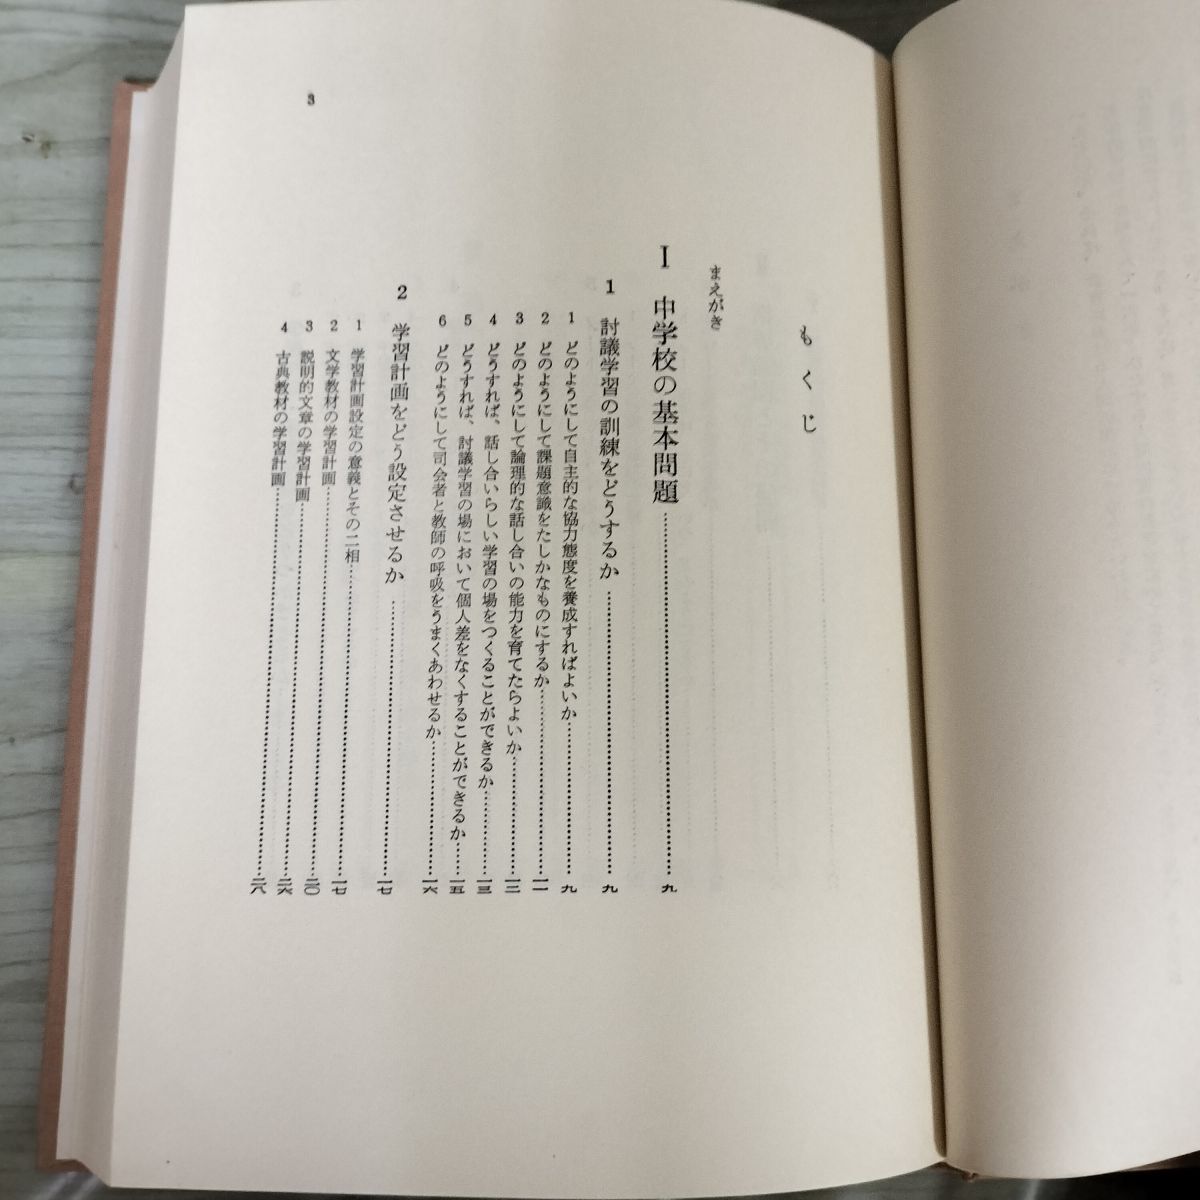 もくじ
まえがき
I 中学校の基本問題……九
1 討議学習の訓練をどうするか……九
1 どのようにして自主的な協力態度を養成すればよいか……九
2 どのようにして課題意識をたしかなものにするか……一一
3 どのようにして論理的な話し合いの能力を育てたらよいか……一二
4 どうすれば、話し合いらしい学習の場をつくることができるか……一三
5 どうすれば、討議学習の場において個人差をなくすることができるか……一五
6 どのようにして司会者と教師の呼吸をうまくあわせるか……一六
2 学習計画をどう設定させるか……一七
1 学習計画設定の意義とその二相……一七
2 文学教材の学習計画……二〇
3 説明的文章の学習計画……二六
4 古典教材の学習計画……二八
3